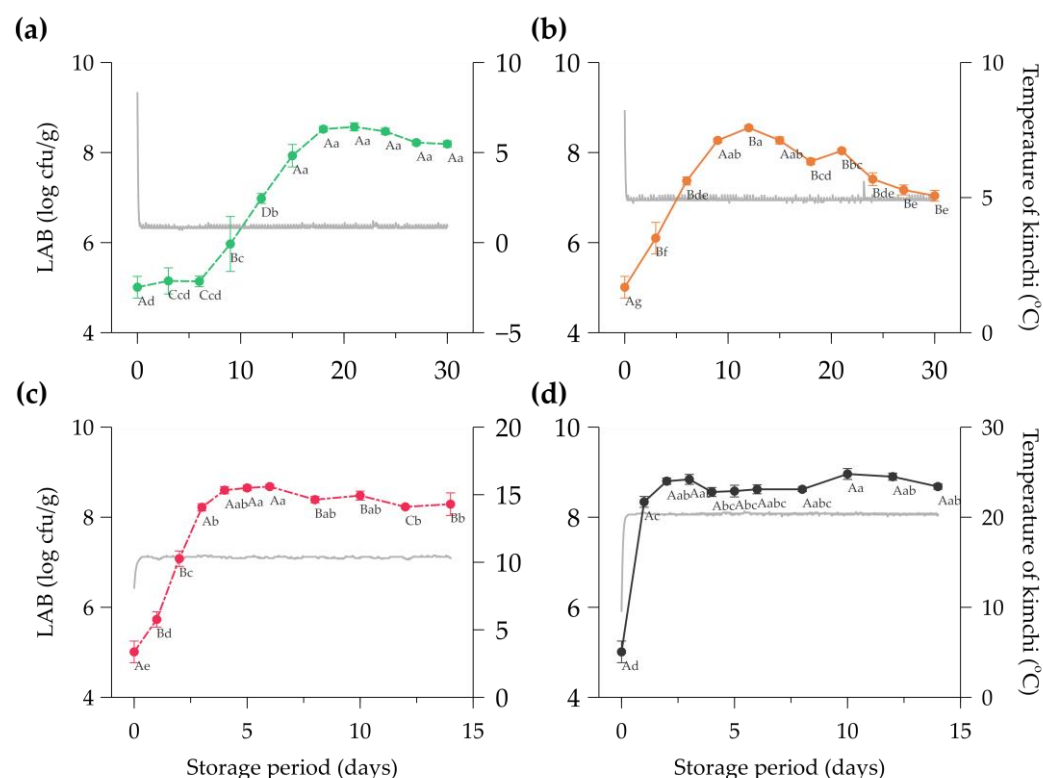 (a)
10
8
6
4
LAB (log cfu/g)
10
5
0
−5
0
10
20
30
Ad
Ccd
Ccd
Bc
Db
Aa
Aa
Aa
Aa
Aa
Aa
(b)
10
8
6
4
10
5
0
Temperature of kimchi (°C)
0
10
20
30
Ag
Bf
Bde
Aab
Ba
Aab
Bcd
Bbc
Bde
Be
Be
(c)
10
8
6
4
LAB (log cfu/g)
20
15
10
5
0
0
5
10
15
Storage period (days)
Ae
Bd
Bc
Ab
Aab
Aa
Aa
Bab
Bab
Cb
Bb
(d)
10
8
6
4
30
20
10
0
Temperature of kimchi (°C)
0
5
10
15
Storage period (days)
Ad
Ac
Aab
Abc
Abc
Aabc
Aabc
Aa
Aab
Aab